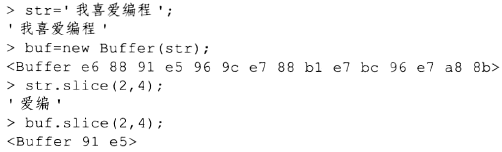 > str='我喜爱编程';
'我喜爱编程'
> buf=new Buffer(str);
<Buffer e6 88 91 e5 96 9c e7 88 b1 e7 bc 96 e7 a8 8b>
> str.slice(2,4);
'爱编'
> buf.slice(2,4);
<Buffer 91 e5>